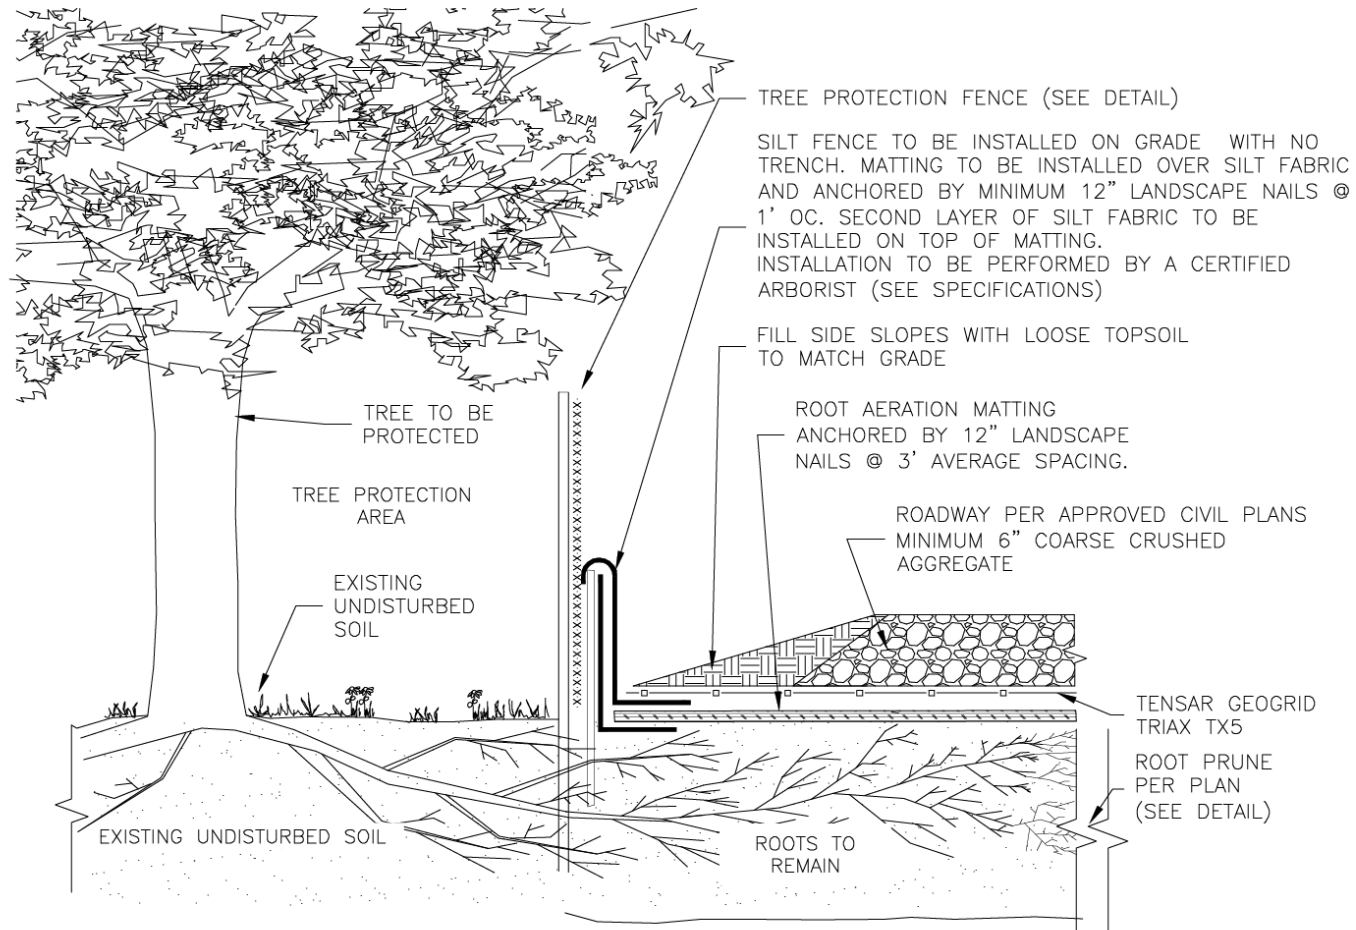 TREE PROTECTION FENCE (SEE DETAIL)
SILT FENCE TO BE INSTALLED ON GRADE WITH NO
TRENCH. MATTING TO BE INSTALLED OVER SILT FABRIC
AND ANCHORED BY MINIMUM 12" LANDSCAPE NAILS @
1' OC. SECOND LAYER OF SILT FABRIC TO BE
INSTALLED ON TOP OF MATTING.
INSTALLATION TO BE PERFORMED BY A CERTIFIED
ARBORIST (SEE SPECIFICATIONS)
FILL SIDE SLOPES WITH LOOSE TOPSOIL
TO MATCH GRADE
TREE TO BE
PROTECTED
ROOT AERATION MATTING
ANCHORED BY 12" LANDSCAPE
NAILS @ 3' AVERAGE SPACING.
TREE PROTECTION
AREA
ROADWAY PER APPROVED CIVIL PLANS
MINIMUM 6" COARSE CRUSHED
AGGREGATE
EXISTING
UNDISTURBED
SOIL
TENSAR GEOGRID
TRIAX TX5
ROOT PRUNE
PER PLAN
(SEE DETAIL)
EXISTING UNDISTURBED SOIL
ROOTS TO
REMAIN